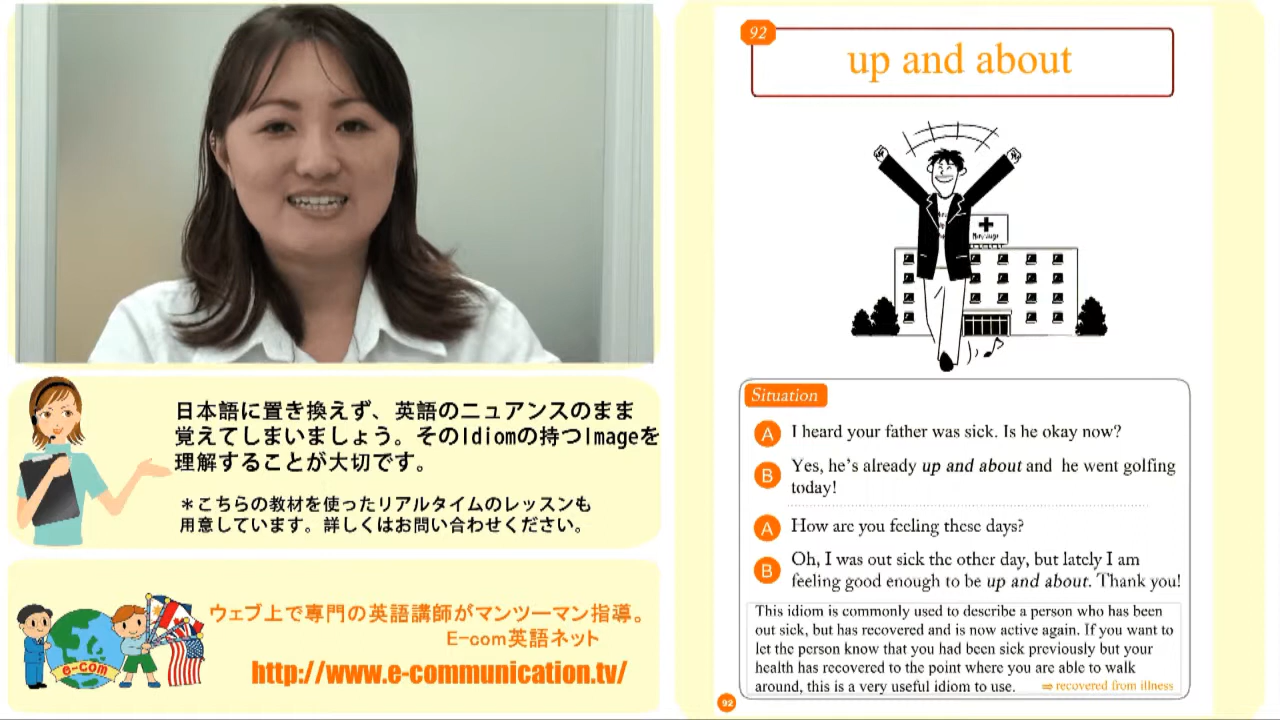 92
up and about
Situation
A I heard your father was sick. Is he okay now?
B Yes, he's already up and about and he went golfing
today!
A How are you feeling these days?
B Oh, I was out sick the other day, but lately I am
feeling good enough to be up and about. Thank you!
This idiom is commonly used to describe a person who has been
out sick, but has recovered and is now active again. If you want to
let the person know that you had been sick previously but your
health has recovered to the point where you are able to walk
around, this is a very useful idiom to use. ⇒ recovered from illness
92
日本語に置き換えず、英語のニュアンスのまま
覚えてしまいましょう。そのIdiomの持つImageを
理解することが大切です。
＊こちらの教材を使ったリアルタイムのレッスンも
用意しています。詳しくはお問い合わせください。
e-com
ウェブ上で専門の英語講師がマンツーマン指導。
E-com英語ネット
http://www.e-communication.tv/